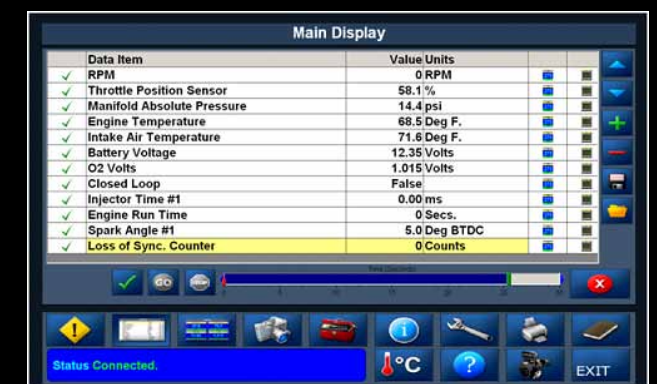 Main Display
Data Item Value Units
RPM 0 RPM
Throttle Position Sensor 58.1 %
Manifold Absolute Pressure 14.4 psi
Engine Temperature 68.5 Deg F.
Intake Air Temperature 71.6 Deg F.
Battery Voltage 12.35 Volts
O2 Volts 1.015 Volts
Closed Loop False
Injector Time #1 0.00 ms
Engine Run Time 0 Secs.
Spark Angle #1 5.0 Deg BTDC
Loss of Sync. Counter 0 Counts
GO STOP
Time (Seconds)
Status Connected.
°C ? EXIT